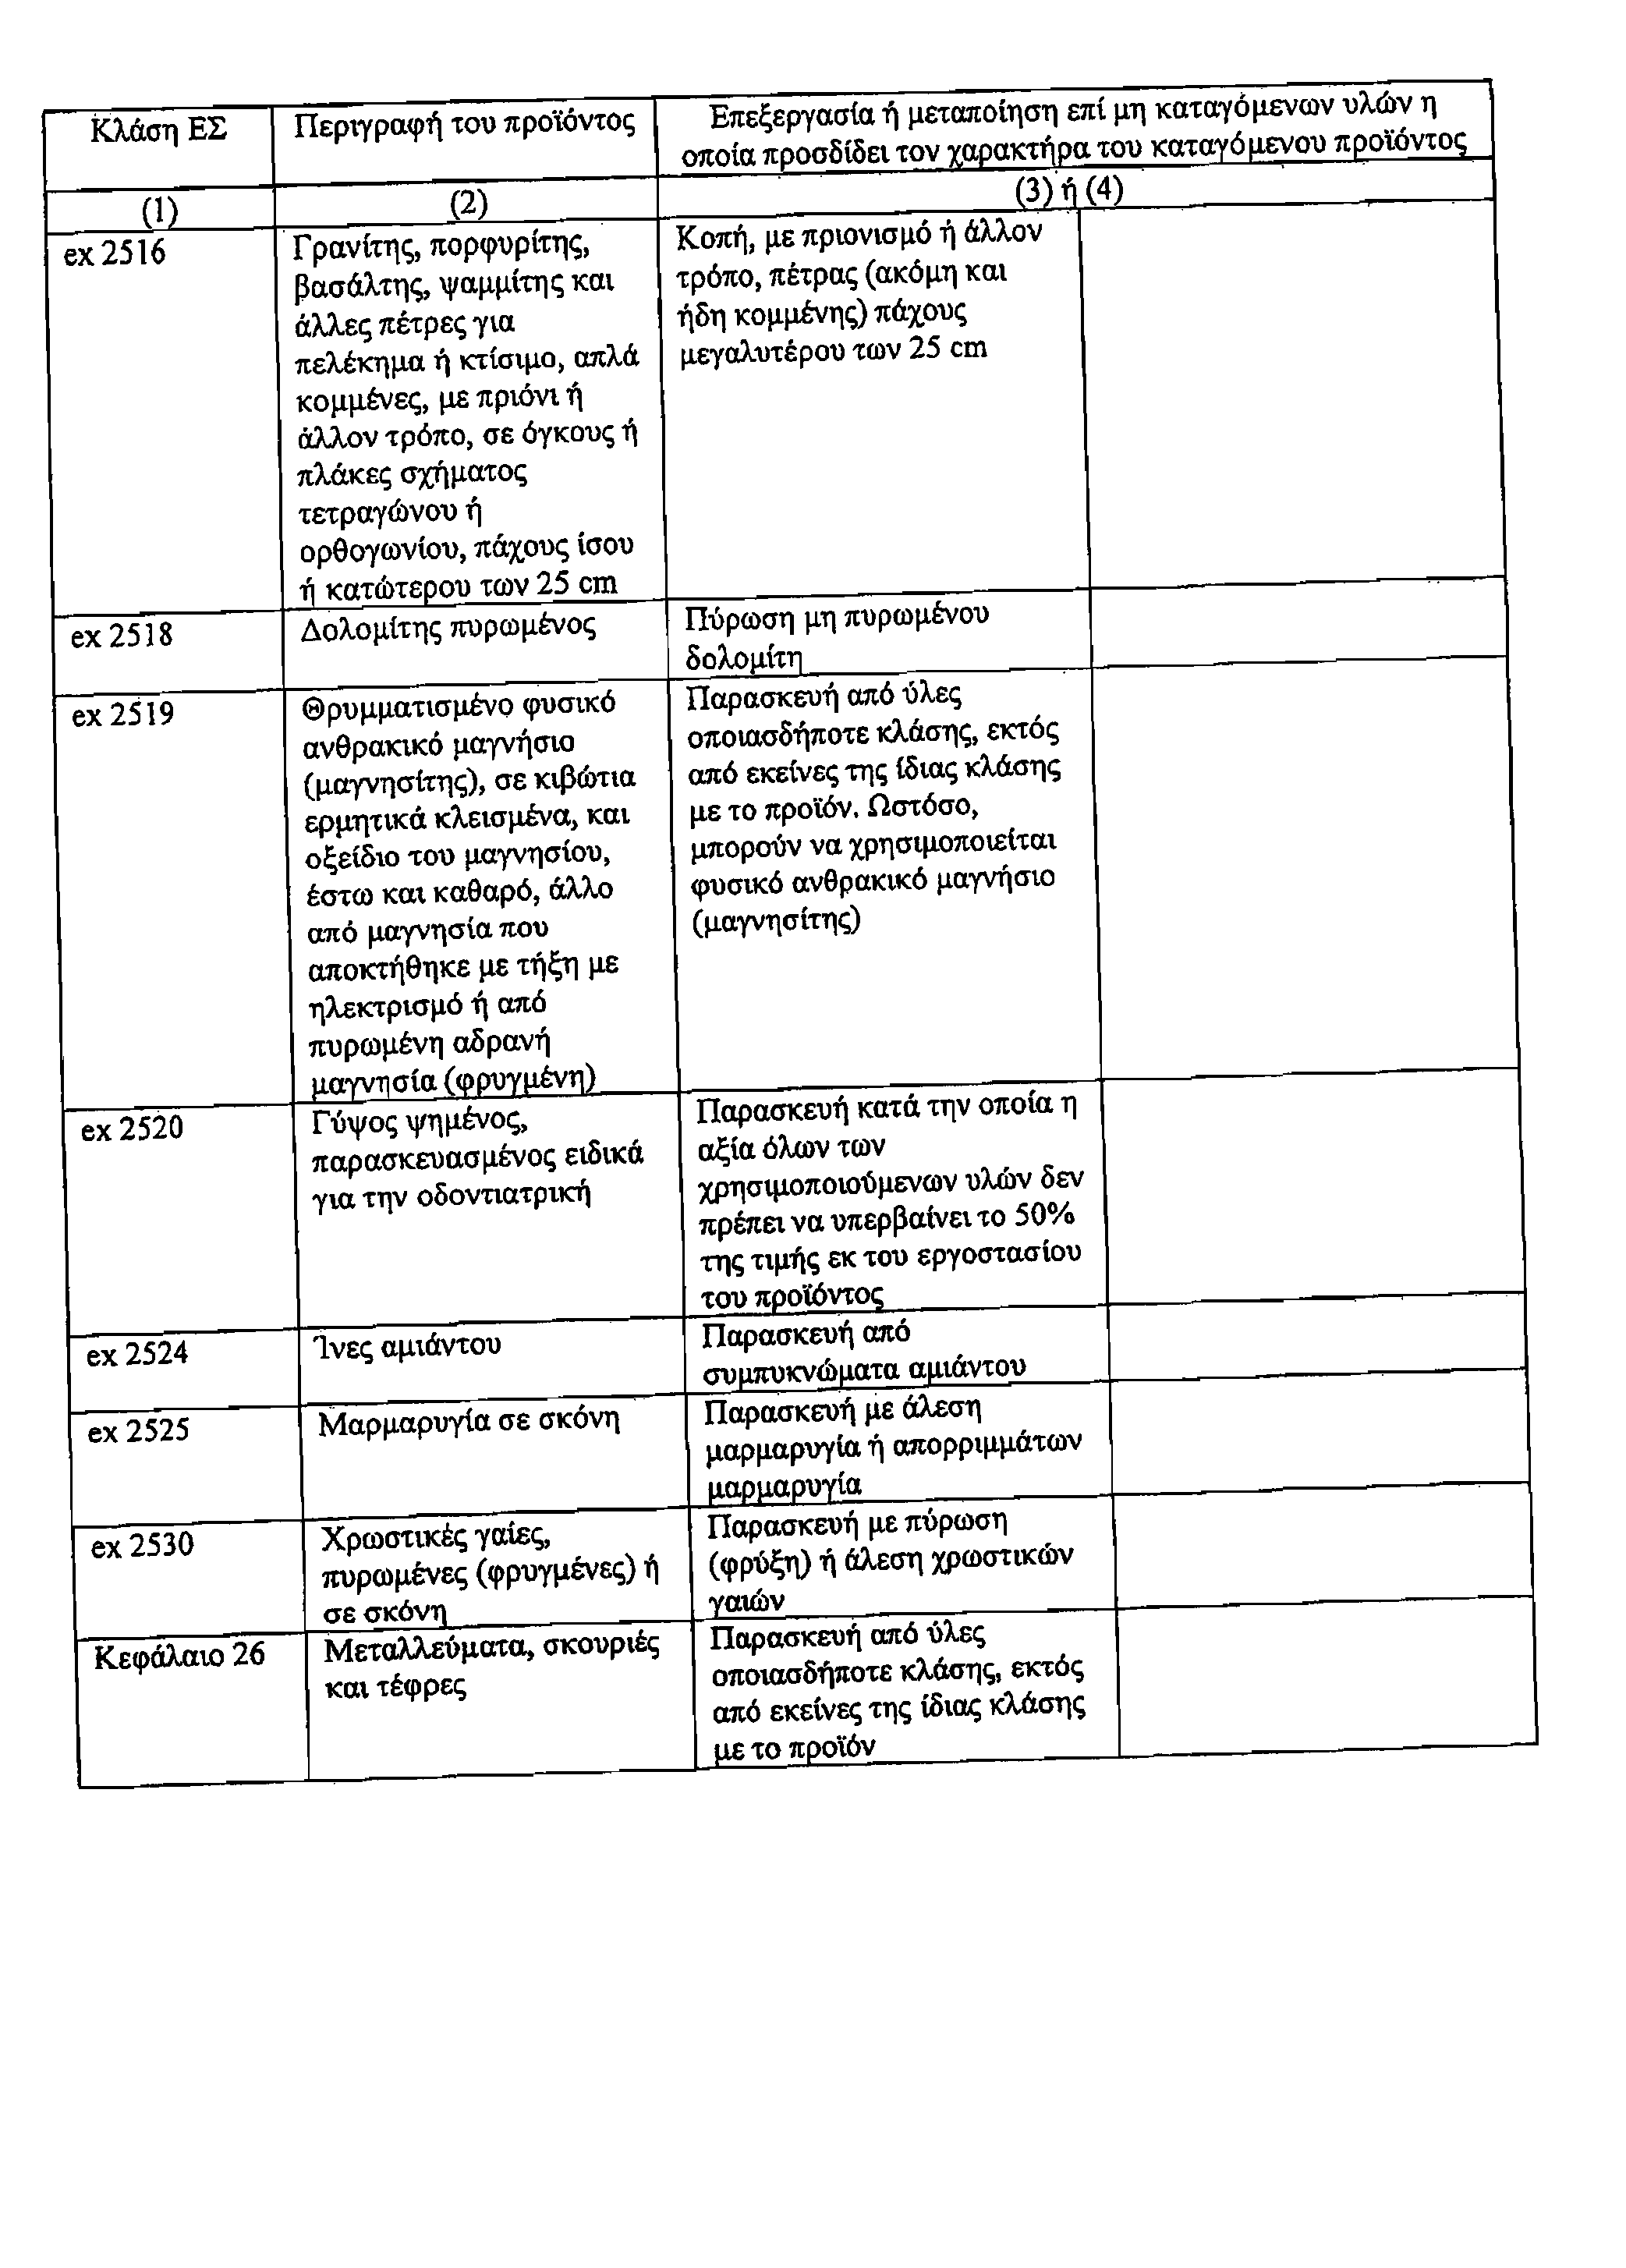 Κλάση ΕΣ
Περιγραφή του προϊόντος
Επεξεργασία ή μεταποίηση επί μη καταγόμενων υλών η
οποία προσδίδει τον χαρακτήρα του καταγόμενου προϊόντος
(1)
(2)
(3) ή (4)
ex 2516
Γρανίτης, πορφυρίτης,
βασάλτης, ψαμμίτης και
άλλες πέτρες για
πελέκημα ή κτίσιμο, απλά
κομμένες, με πριόνι ή
άλλον τρόπο, σε όγκους ή
πλάκες σχήματος
τετραγώνου ή
ορθογωνίου, πάχους ίσου
ή κατώτερου των 25 cm
Κοπή, με πριονισμό ή άλλον
τρόπο, πέτρας (ακόμη και
ήδη κομμένης) πάχους
μεγαλυτέρου των 25 cm
ex 2518
Δολομίτης πυρωμένος
Πύρωση μη πυρωμένου
δολομίτη
ex 2519
Θρυμματισμένο φυσικό
ανθρακικό μαγνήσιο
(μαγνησίτης), σε κιβώτια
ερμητικά κλεισμένα, και
οξείδιο του μαγνησίου,
έστω και καθαρό, άλλο
από μαγνησία που
αποκτήθηκε με τήξη με
ηλεκτρισμό ή από
πυρωμένη αδρανή
μαγνησία (φρυγμένη)
Παρασκευή από ύλες
οποιασδήποτε κλάσης, εκτός
από εκείνες της ίδιας κλάσης
με το προϊόν. Ωστόσο,
μπορούν να χρησιμοποιείται
φυσικό ανθρακικό μαγνήσιο
(μαγνησίτης)
ex 2520
Γύψος ψημένος,
παρασκευασμένος ειδικά
για την οδοντιατρική
Παρασκευή κατά την οποία η
αξία όλων των
χρησιμοποιούμενων υλών δεν
πρέπει να υπερβαίνει το 50%
της τιμής εκ του εργοστασίου
του προϊόντος
ex 2524
Ίνες αμιάντου
Παρασκευή από
συμπυκνώματα αμιάντου
ex 2525
Μαρμαρυγία σε σκόνη
Παρασκευή με άλεση
μαρμαρυγία ή απορριμμάτων
μαρμαρυγία
ex 2530
Χρωστικές γαίες,
πυρωμένες (φρυγμένες) ή
σε σκόνη
Παρασκευή με πύρωση
(φρύξη) ή άλεση χρωστικών
γαιών
Κεφάλαιο 26
Μεταλλεύματα, σκουριές
και τέφρες
Παρασκευή από ύλες
οποιασδήποτε κλάσης, εκτός
από εκείνες της ίδιας κλάσης
με το προϊόν